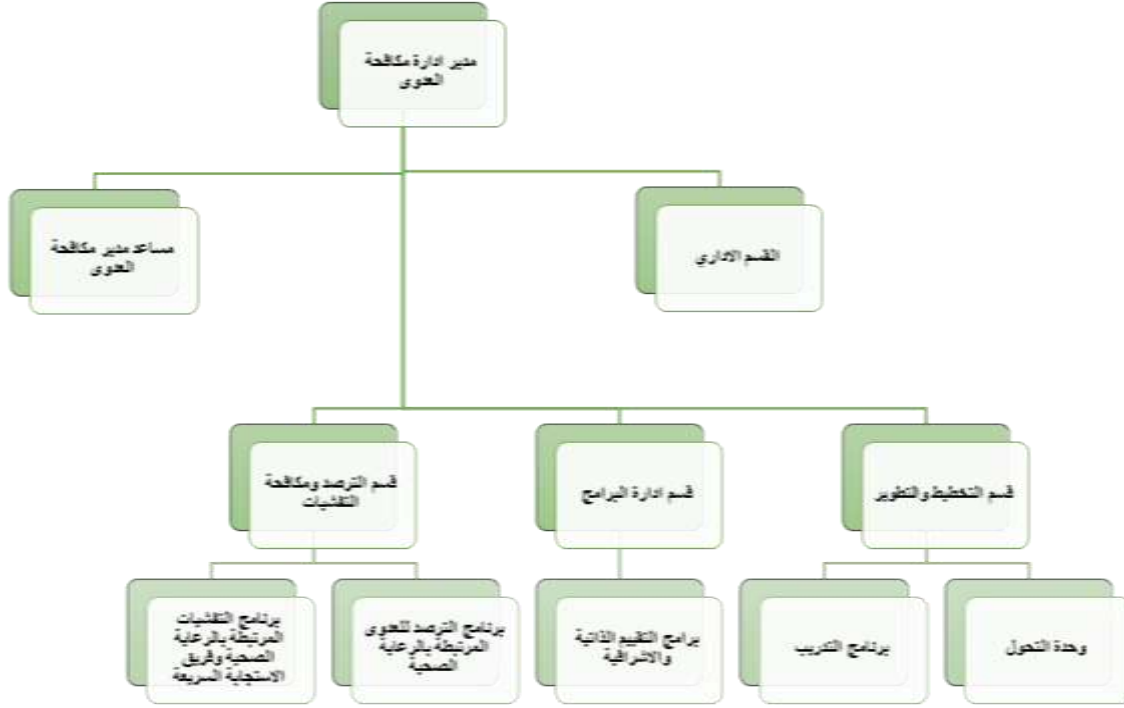 مدير ادارة مكافحة
العدوى
القسم الاداري
مساعد مدير مكافحة
العدوى
قسم التخطيط والتطوير
قسم ادارة البرامج
قسم الترصد ومكافحة
التفشيات
وحدة التحول
برنامج التدريب
برامج التقييم الذاتية
والاشرافية
برنامج الترصد للعدوى
المرتبطة بالرعاية
الصحية
برنامج التفشيات
المرتبطة بالرعاية
الصحية وفريق
الاستجابة السريعة